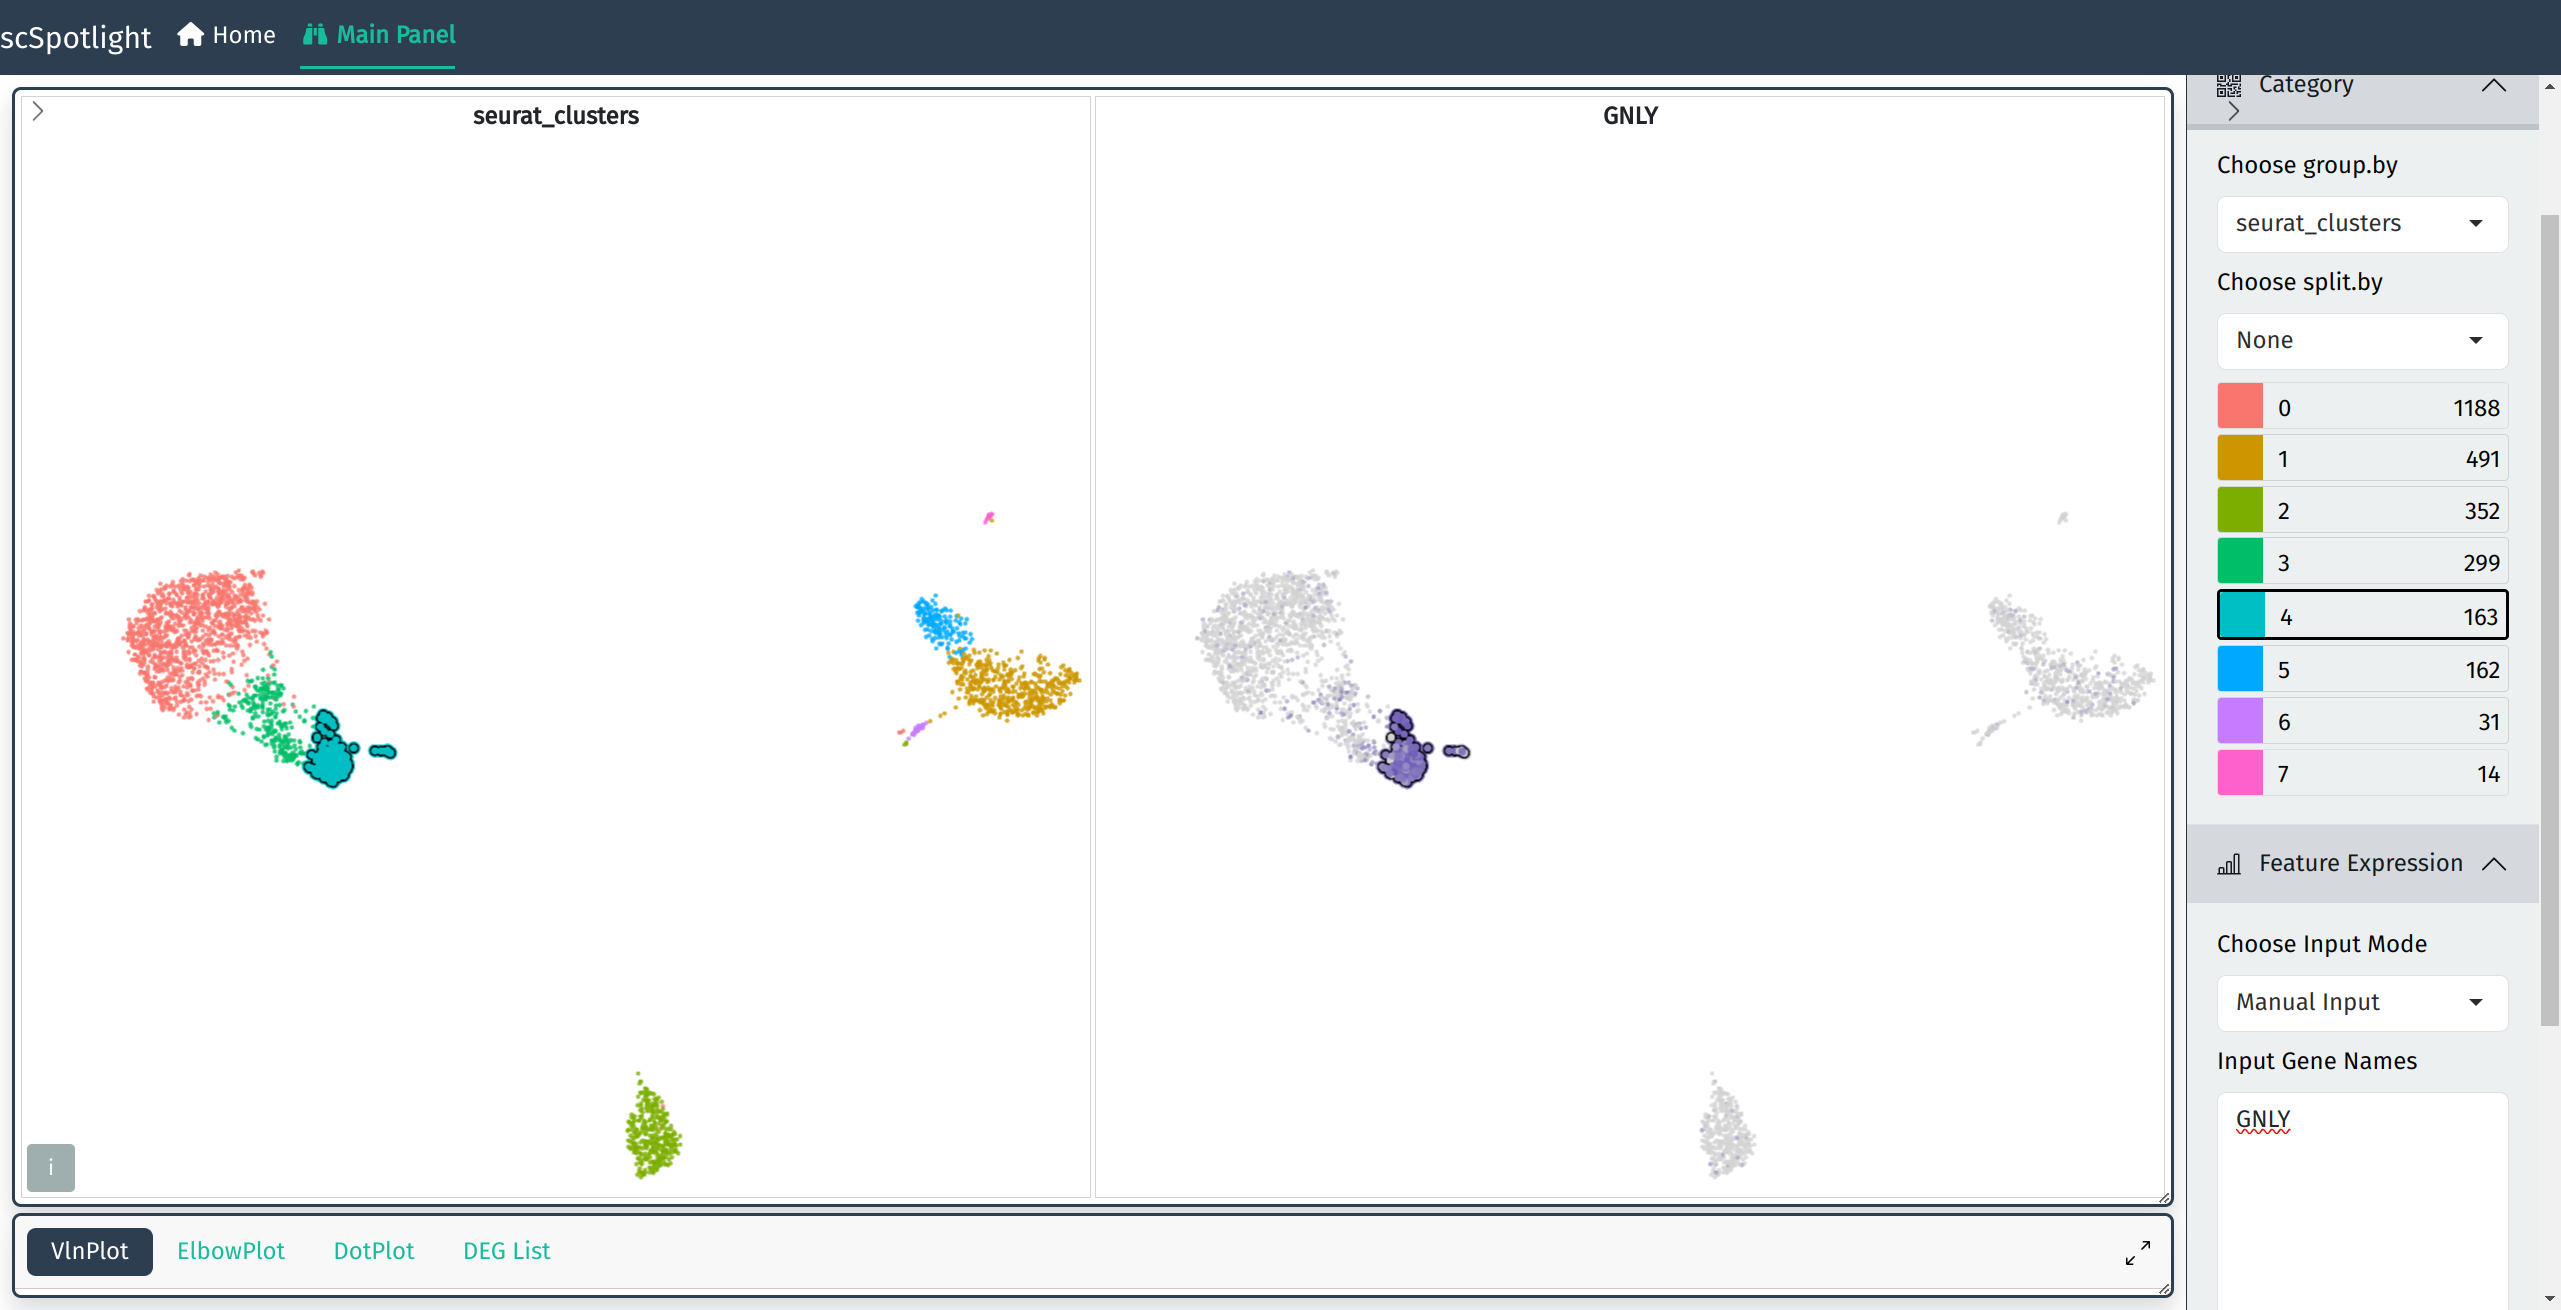 scSpotlight Home Main Panel
seurat_clusters
GNLY
i
VlnPlot ElbowPlot DotPlot DEG List
Category
Choose group.by
seurat_clusters
Choose split.by
None
0 1188
1 491
2 352
3 299
4 163
5 162
6 31
7 14
Feature Expression
Choose Input Mode
Manual Input
Input Gene Names
GNLY